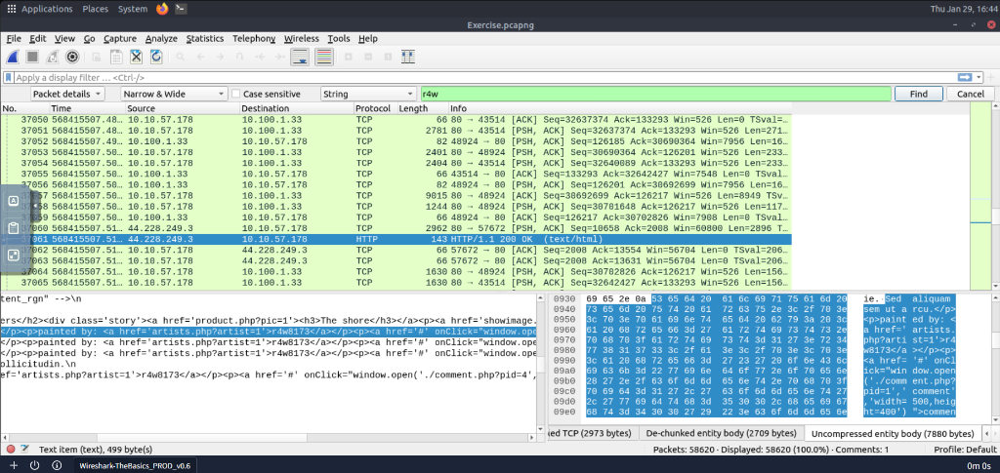 Applications Places System Thu Jan 29, 16:44
Exercise.pcapng
File Edit View Go Capture Analyze Statistics Telephony Wireless Tools Help
Apply a display filter … <Ctrl-/>
Packet details Narrow & Wide Case sensitive String r4w Find Cancel
No. Time Source Destination Protocol Length Info
37050 568415507.48… 10.10.57.178 10.100.1.33 TCP 66 80 → 43514 [ACK] Seq=32637374 Ack=133293 Win=526 Len=0 TSval=…
37051 568415507.48… 10.10.57.178 10.100.1.33 TCP 2781 80 → 43514 [PSH, ACK] Seq=32637374 Ack=133293 Win=526 Len=271…
37052 568415507.49… 10.100.1.33 10.10.57.178 TCP 82 48924 → 80 [PSH, ACK] Seq=126185 Ack=30690364 Win=7956 Len=16…
37053 568415507.50… 10.10.57.178 10.100.1.33 TCP 2401 80 → 48924 [PSH, ACK] Seq=30690364 Ack=126201 Win=526 Len=233…
37054 568415507.50… 10.10.57.178 10.100.1.33 TCP 2404 80 → 43514 [PSH, ACK] Seq=32640089 Ack=133293 Win=526 Len=233…
37055 568415507.50… 10.100.1.33 10.10.57.178 TCP 66 43514 → 80 [ACK] Seq=133293 Ack=32642427 Win=7548 Len=0 TSval…
37056 568415507.50… 10.100.1.33 10.10.57.178 TCP 82 48924 → 80 [PSH, ACK] Seq=126201 Ack=30692699 Win=7956 Len=16…
57 568415507.50… 10.10.57.178 10.100.1.33 TCP 9015 80 → 48924 [PSH, ACK] Seq=30692699 Ack=126217 Win=526 Len=8949 TSv…
58 568415507.50… 10.10.57.178 10.100.1.33 TCP 1244 80 → 48924 [PSH, ACK] Seq=30701648 Ack=126217 Win=526 Len=117…
59 568415507.50… 10.100.1.33 10.10.57.178 TCP 66 48924 → 80 [ACK] Seq=126217 Ack=30702826 Win=7908 Len=0 TSval…
37060 568415507.51… 44.228.249.3 10.10.57.178 TCP 2962 80 → 57672 [PSH, ACK] Seq=10658 Ack=2008 Win=60800 Len=2896 T…
37061 568415507.51… 44.228.249.3 10.10.57.178 HTTP 143 HTTP/1.1 200 OK (text/html)
37062 568415507.51… 10.10.57.178 44.228.249.3 TCP 66 57672 → 80 [ACK] Seq=2008 Ack=13554 Win=56704 Len=0 TSval=206…
37063 568415507.51… 10.10.57.178 44.228.249.3 TCP 66 57672 → 80 [ACK] Seq=2008 Ack=13631 Win=56704 Len=0 TSval=206…
37064 568415507.51… 10.10.57.178 10.100.1.33 TCP 1630 80 → 48924 [PSH, ACK] Seq=30702826 Ack=126217 Win=526 Len=156…
37065 568415507.51… 10.10.57.178 10.100.1.33 TCP 1630 80 → 43514 [PSH, ACK] Seq=32642427 Ack=133293 Win=526 Len=156…
tent_rgn" -->\n
ers</h2><div class='story'><a href='product.php?pic=1'><h3>The shore</h3></a><p><a href='showimage.
</p><p>painted by: <a href='artists.php?artist=1'>r4w8173</a></p><p><a href='#' onClick="window.ope
</p><p>painted by: <a href='artists.php?artist=1'>r4w8173</a></p><p><a href='#' onClick="window.ope
</p><p>painted by: <a href='artists.php?artist=1'>r4w8173</a></p><p><a href='#' onClick="window.ope
ollicitudin.\n
ef='artists.php?artist=1'>r4w8173</a></p><p><a href='#' onClick="window.open('./comment.php?pid=4',
0930 69 65 2e 0a 53 65 64 20 61 6c 69 71 75 61 6d 20 ie. Sed aliquam
0940 73 65 6d 20 75 74 20 61 72 63 75 2e 3c 2f 70 3e sem ut a rcu.</p>
0950 3c 70 3e 70 61 69 6e 74 65 64 20 62 79 3a 20 3c <p>paint ed by: <
0960 61 20 68 72 65 66 3d 27 61 72 74 69 73 74 73 2e a href=' artists.
0970 70 68 70 3f 61 72 74 69 73 74 3d 31 27 3e 72 34 php?arti st=1'>r4
0980 77 38 31 37 33 3c 2f 61 3e 3c 2f 70 3e 3c 70 3e w8173</a ></p><p>
0990 3c 61 20 68 72 65 66 3d 27 23 27 20 6f 6e 43 6c <a href= '#' onCl
09a0 69 63 6b 3d 22 77 69 6e 64 6f 77 2e 6f 70 65 6e ick="win dow.open
09b0 28 27 2e 2f 63 6f 6d 6d 65 6e 74 2e 70 68 70 3f ('./comm ent.php?
09c0 70 69 64 3d 31 27 2c 27 63 6f 6d 6d 65 6e 74 27 pid=1',' comment'
09d0 2c 27 77 69 64 74 68 3d 35 30 30 2c 68 65 69 67 ,'width= 500,heig
09e0 68 74 3d 34 30 30 27 29 22 3e 63 6f 6d 6d 65 6e ht=400') ">commen
ed TCP (2973 bytes) De-chunked entity body (2709 bytes) Uncompressed entity body (7880 bytes)
Text item (text), 499 byte(s) Packets: 58620 · Displayed: 58620 (100.0%) · Comments: 1 Profile: Default
Wireshark-TheBasics_PROD_v0.6 0m 0s